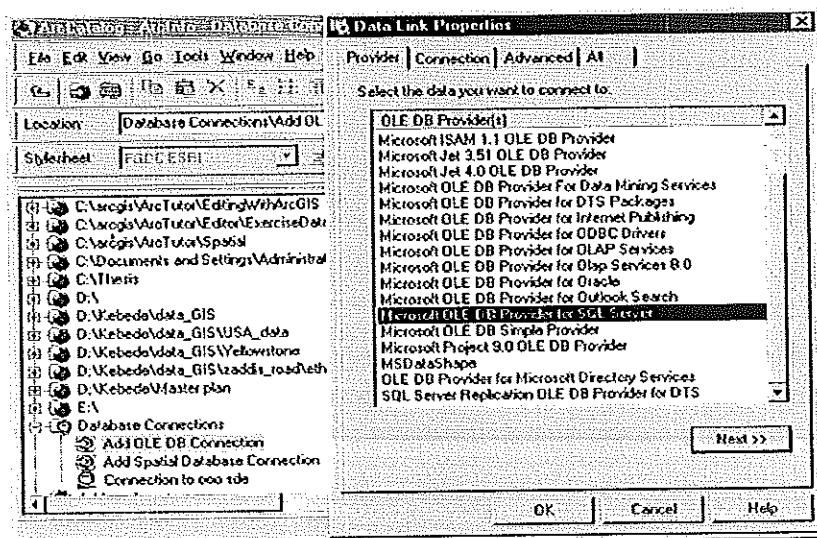 ArcCatalog - ArcInfo - Database Con
File Edit View Go Tools Window Help
Location: Database Connections\Add OL
Stylesheet: FGDC ESRI
C:\arcgis\ArcTutor\EditingWithArcGIS
C:\arcgis\ArcTutor\Editor\ExerciseData
C:\arcgis\ArcTutor\Spatial
C:\Documents and Settings\Administrat
C:\Thesis
D:\
D:\Kebede\data_GIS
D:\Kebede\data_GIS\USA_data
D:\Kebede\data_GIS\Yellowstone
D:\Kebede\data_GIS\zaddis_road\eth
D:\Kebede\Master plan
E:\
Database Connections
Add OLE DB Connection
Add Spatial Database Connection
Connection to sde
Data Link Properties
Provider Connection Advanced All
Select the data you want to connect to:
OLE DB Provider(s)
Microsoft ISAM 1.1 OLE DB Provider
Microsoft Jet 3.51 OLE DB Provider
Microsoft Jet 4.0 OLE DB Provider
Microsoft OLE DB Provider For Data Mining Services
Microsoft OLE DB Provider for DTS Packages
Microsoft OLE DB Provider for Internet Publishing
Microsoft OLE DB Provider for ODBC Drivers
Microsoft OLE DB Provider for OLAP Services
Microsoft OLE DB Provider for Olap Services 8.0
Microsoft OLE DB Provider for Oracle
Microsoft OLE DB Provider for Outlook Search
Microsoft OLE DB Provider for SQL Server
Microsoft OLE DB Simple Provider
Microsoft Project 9.0 OLE DB Provider
MSDataShape
OLE DB Provider for Microsoft Directory Services
SQL Server Replication OLE DB Provider for DTS
Next >>
OK Cancel Help